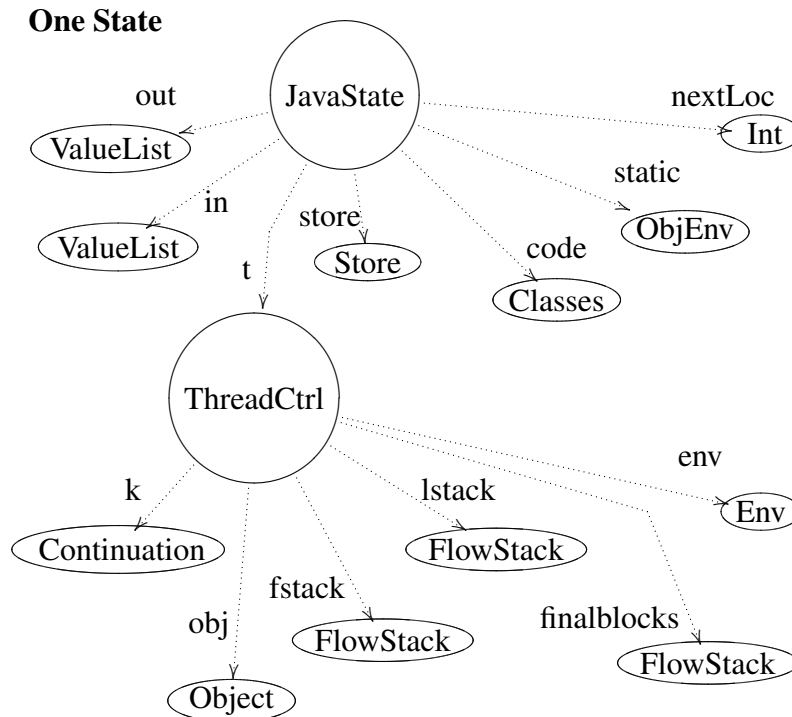 One State
JavaState
out
nextLoc
ValueList
Int
in
static
ValueList
store
ObjEnv
t
Store
code
Classes
ThreadCtrl
k
lstack
env
Continuation
FlowStack
Env
obj
fstack
finalblocks
FlowStack
FlowStack
Object